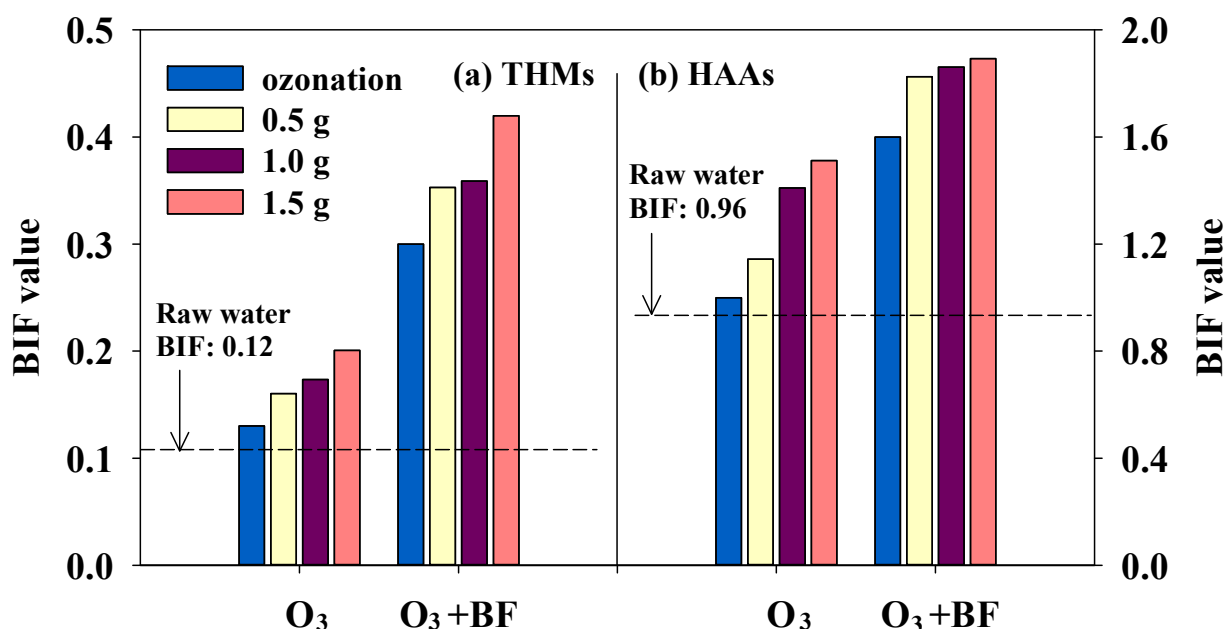 0.5
0.4
0.3
0.2
0.1
0.0
BIF value
ozonation
0.5 g
1.0 g
1.5 g
(a) THMs
Raw water
BIF: 0.12
O₃
O₃+BF
(b) HAAs
Raw water
BIF: 0.96
O₃
O₃+BF
2.0
1.6
1.2
0.8
0.4
0.0
BIF value